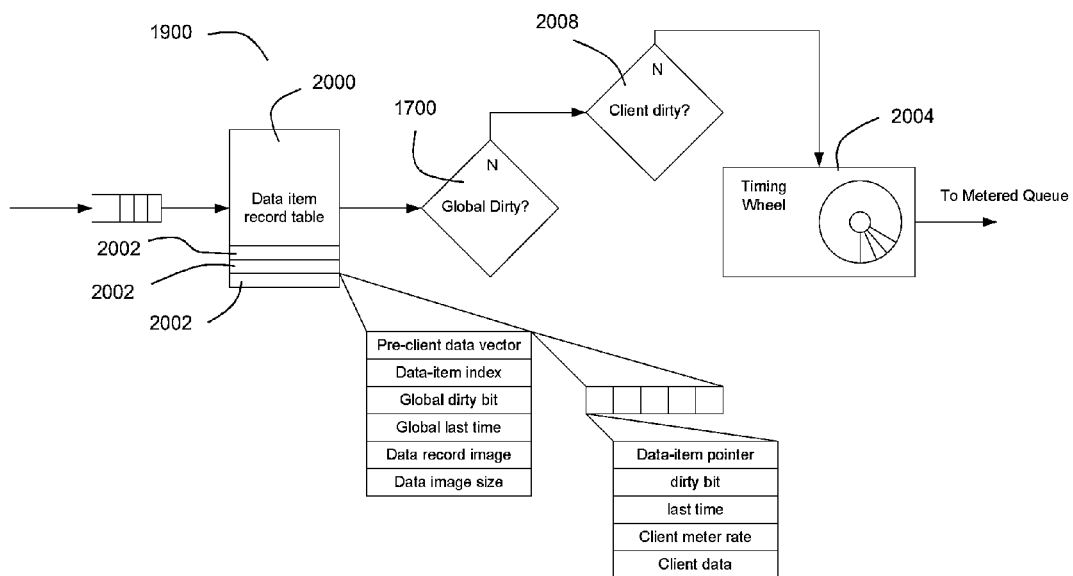 1900
2008
N
Client dirty?
2000
1700
N
Global Dirty?
2004
Timing
Wheel
To Metered Queue
Data item
record table
2002
2002
2002
Pre-client data vector
Data-item index
Global dirty bit
Global last time
Data record image
Data image size
Data-item pointer
dirty bit
last time
Client meter rate
Client data